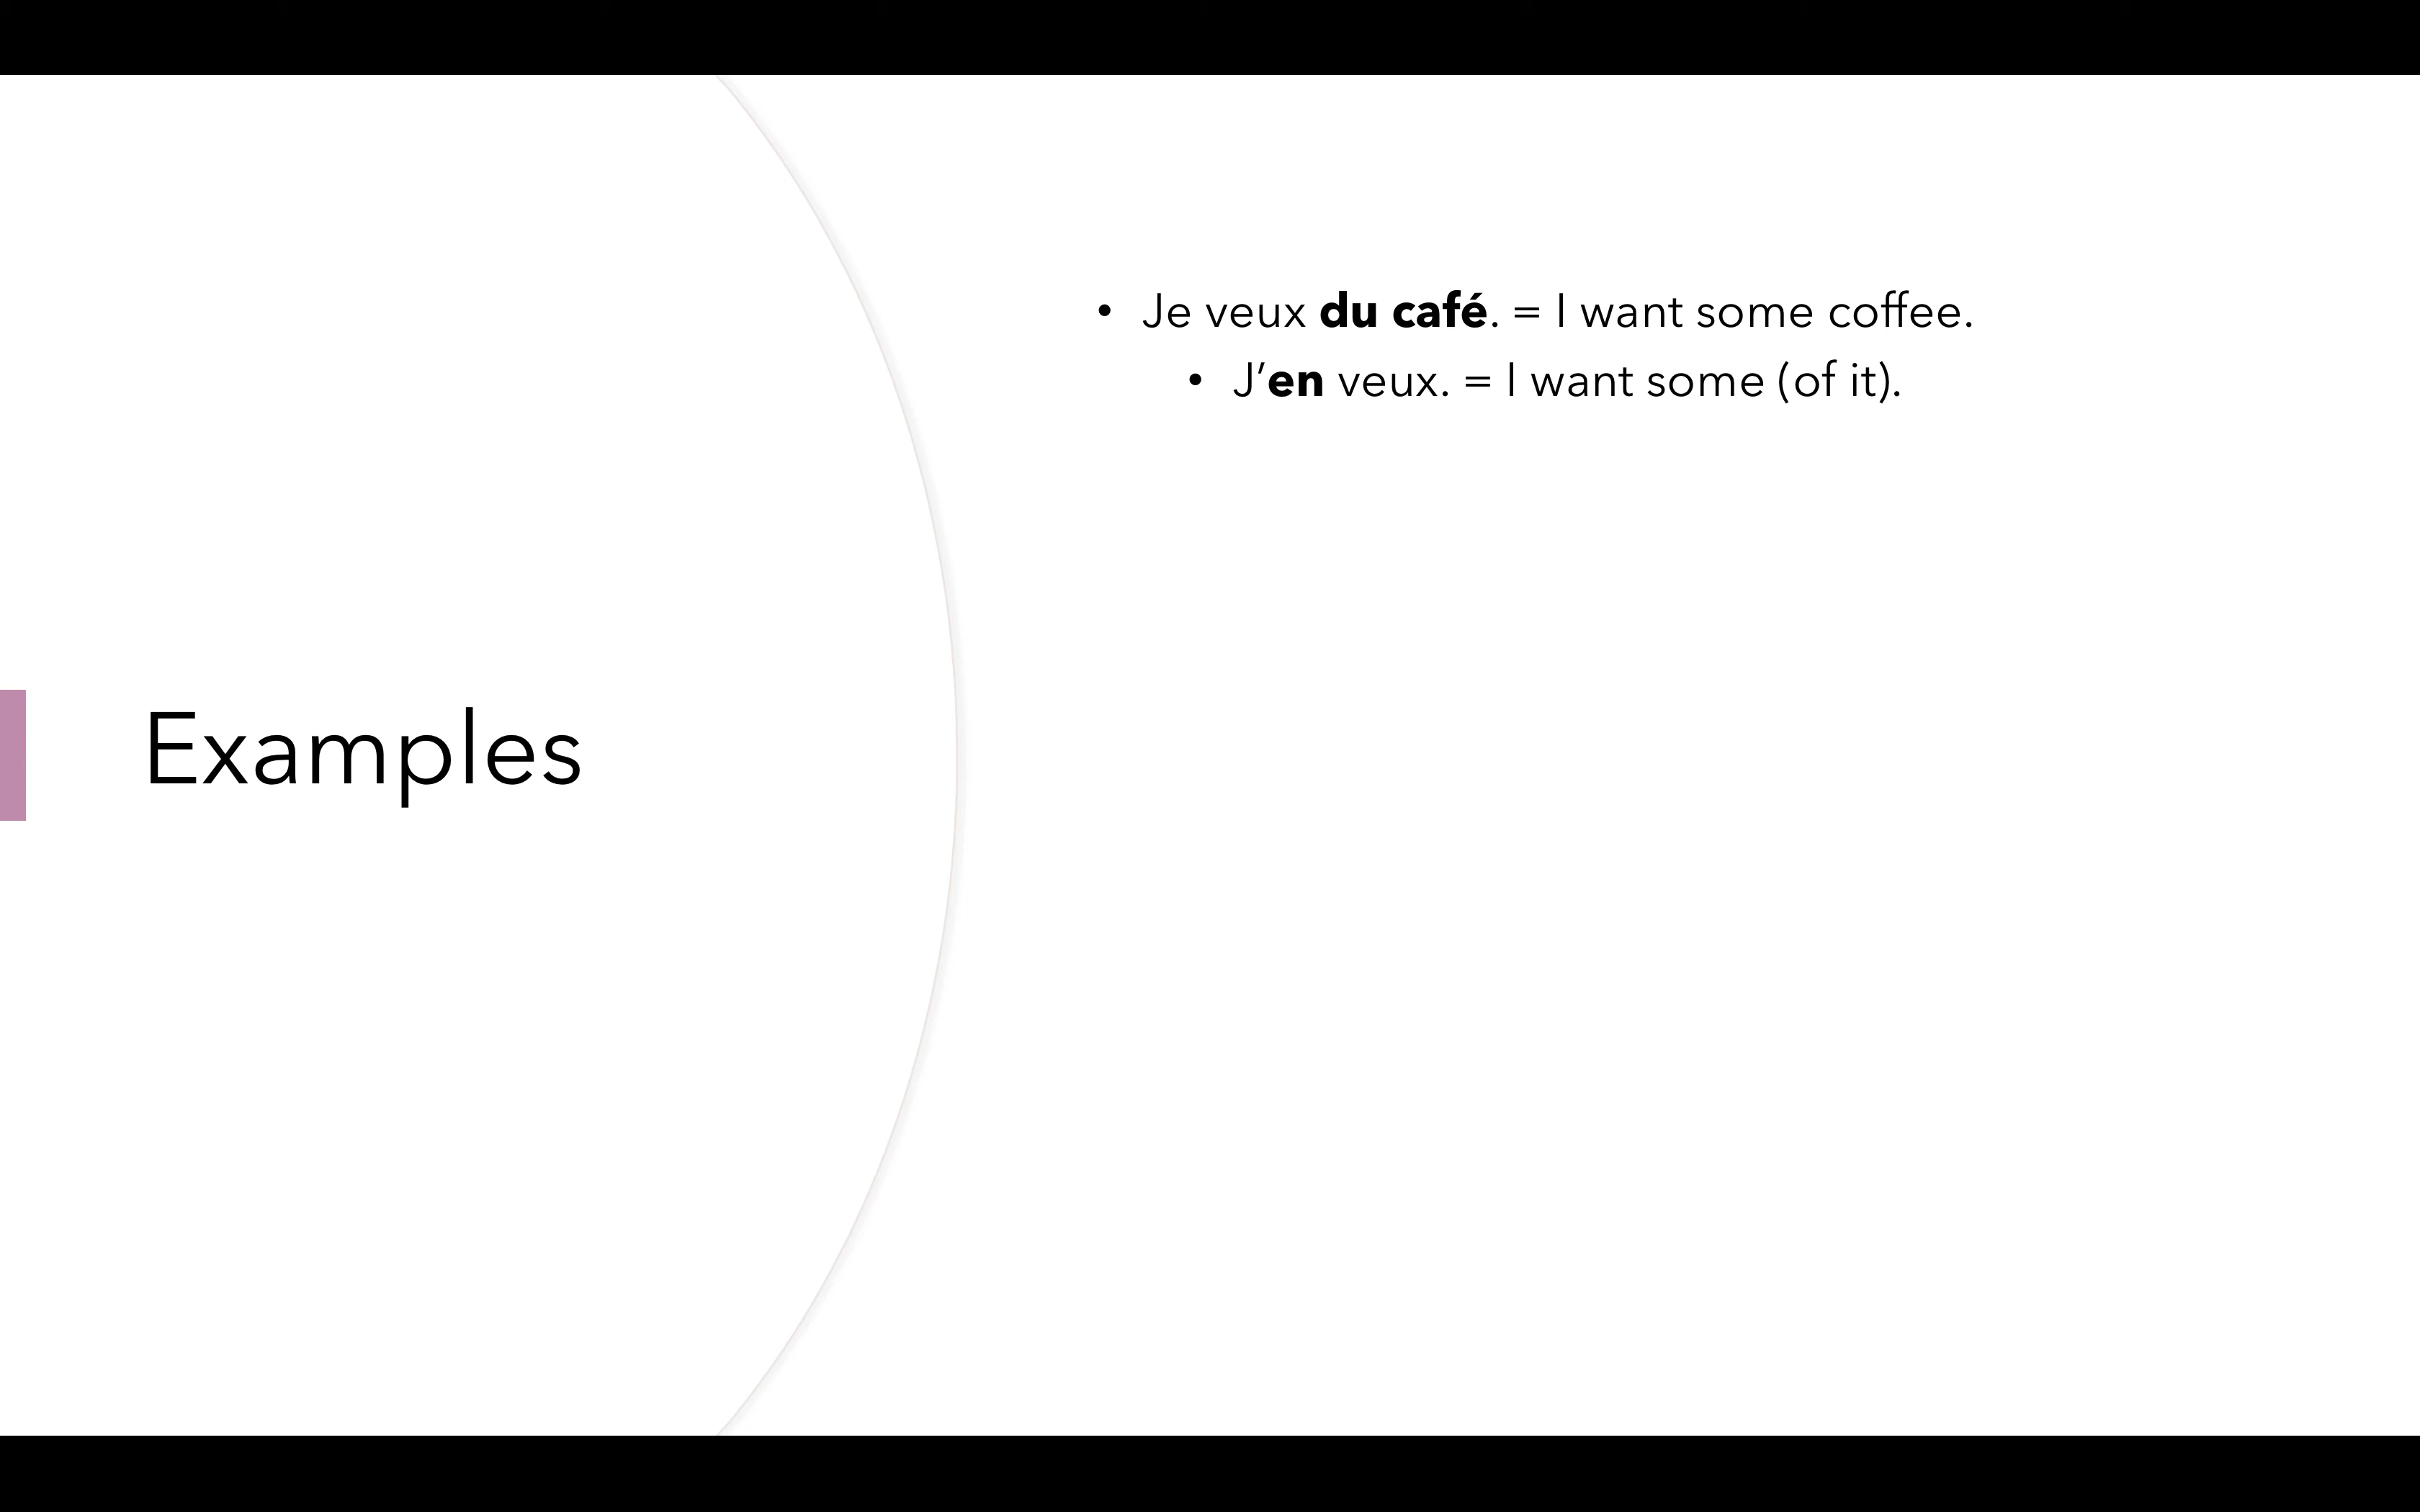 Examples
• Je veux du café. = I want some coffee.
• J’en veux. = I want some (of it).